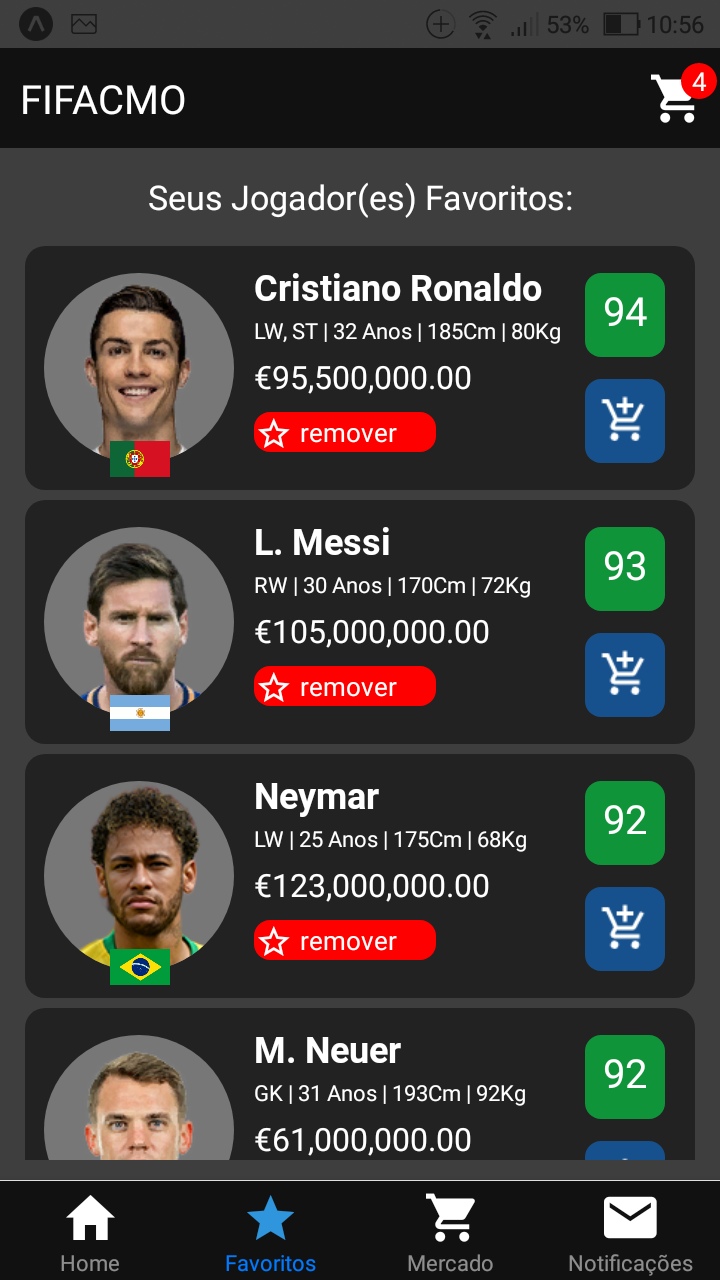 53% 10:56
FIFACMO
4
Seus Jogador(es) Favoritos:
Cristiano Ronaldo
94
LW, ST | 32 Anos | 185Cm | 80Kg
€95,500,000.00
remover
L. Messi
93
RW | 30 Anos | 170Cm | 72Kg
€105,000,000.00
remover
Neymar
92
LW | 25 Anos | 175Cm | 68Kg
€123,000,000.00
remover
M. Neuer
92
GK | 31 Anos | 193Cm | 92Kg
€61,000,000.00
Home Favoritos Mercado Notificações